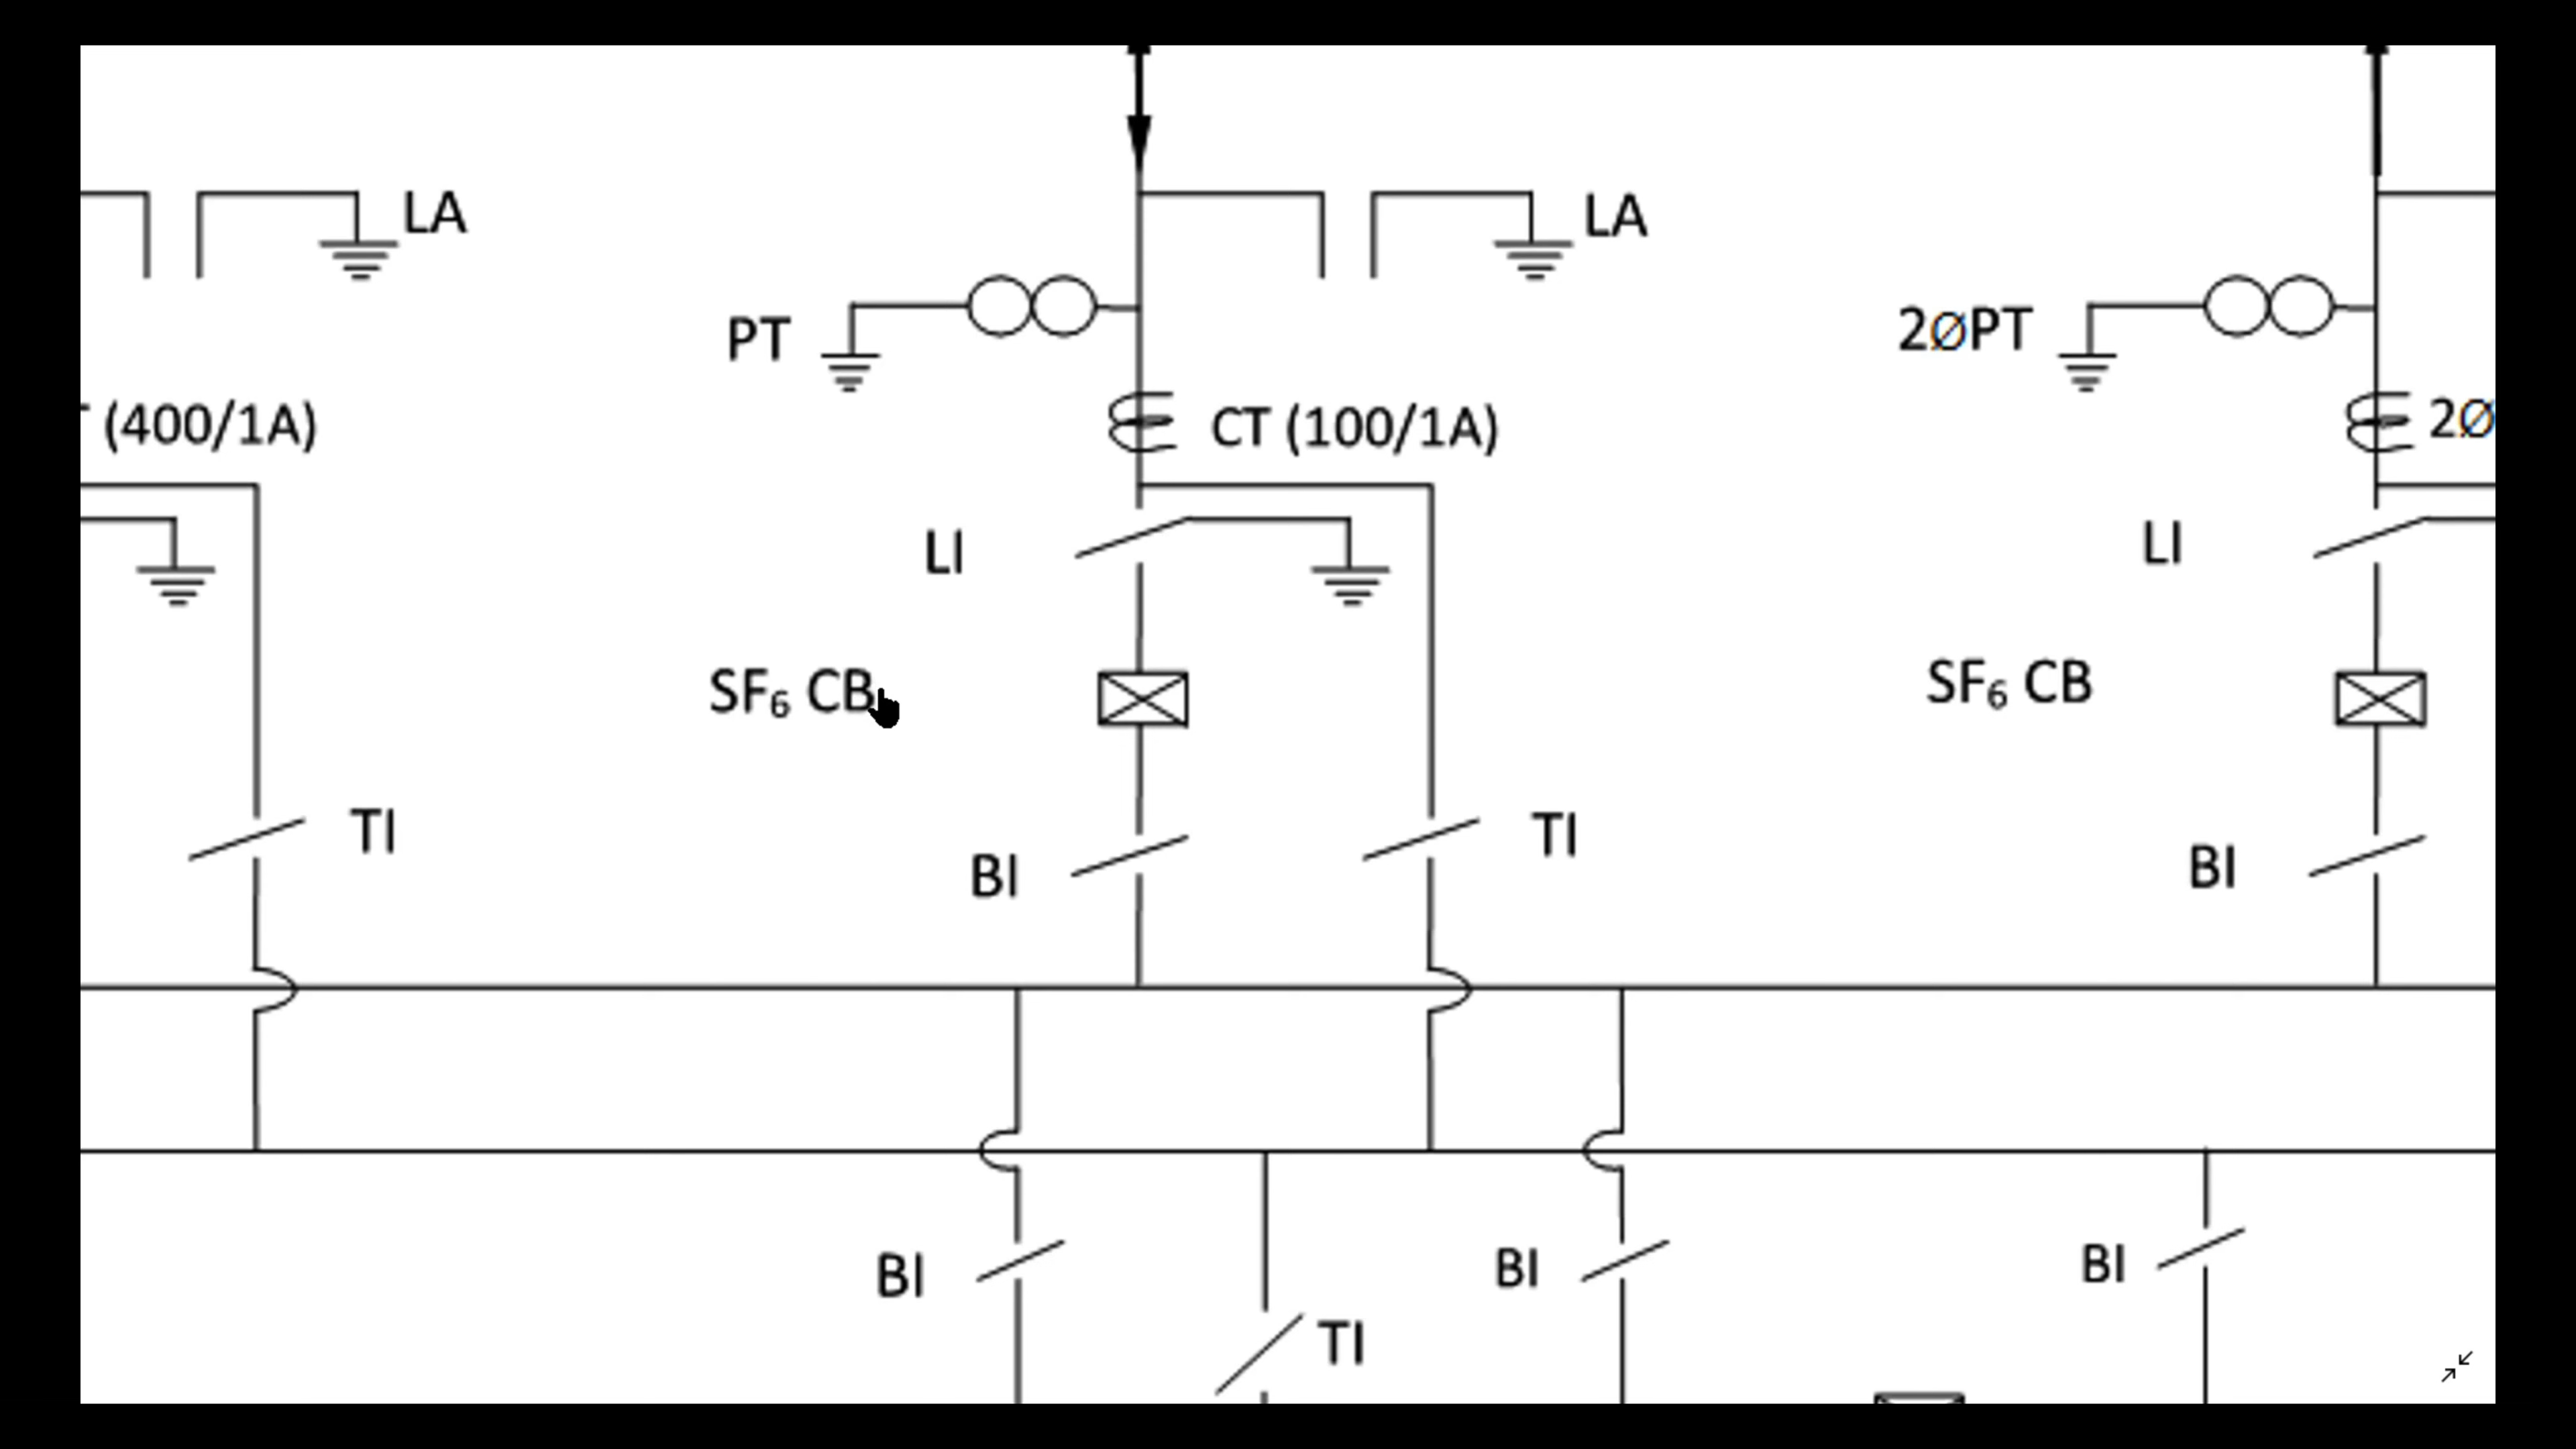 LA
LA
PT
2ØPT
(400/1A)
CT (100/1A)
2Ø
LI
LI
SF₆ CB
SF₆ CB
TI
BI
TI
BI
BI
TI
BI
BI